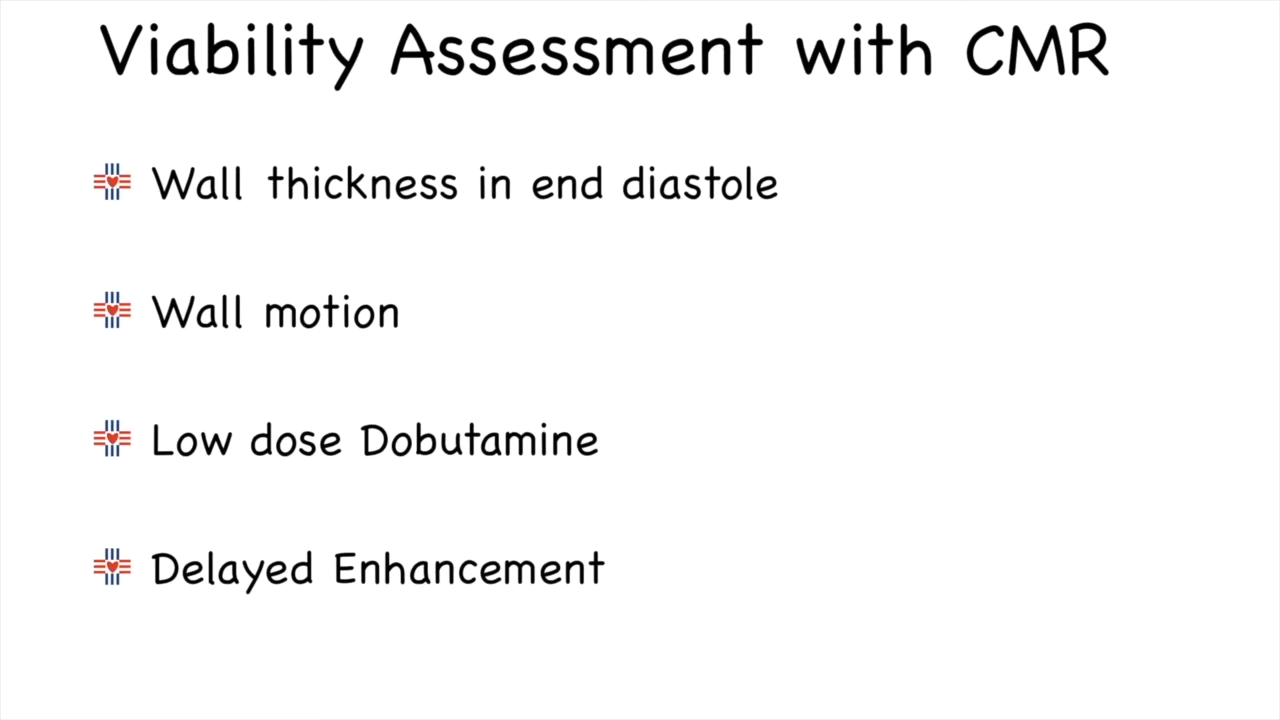 Viability Assessment with CMR
Wall thickness in end diastole
Wall motion
Low dose Dobutamine
Delayed Enhancement